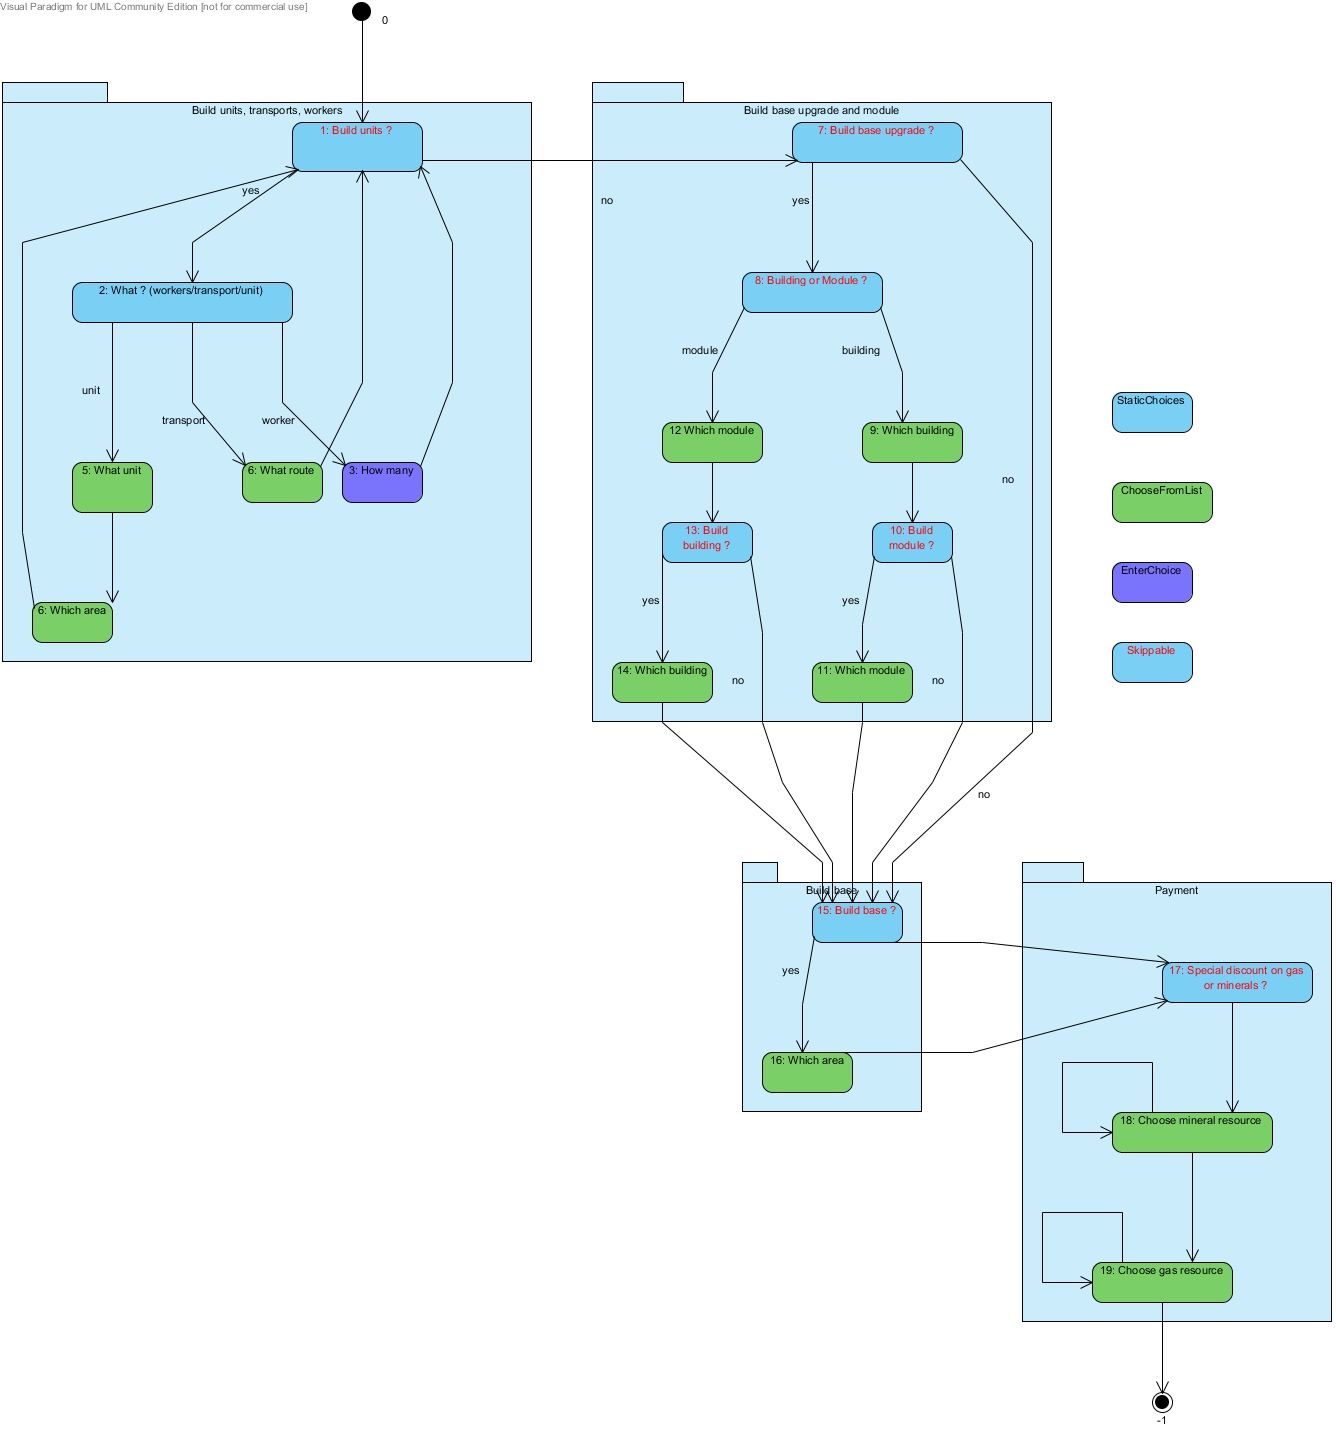 Visual Paradigm for UML Community Edition [not for commercial use]
0
Build units, transports, workers
1: Build units ?
yes
2: What ? (workers/transport/unit)
unit
transport
worker
5: What unit
6: What route
3: How many
6: Which area
Build base upgrade and module
7: Build base upgrade ?
no
yes
8: Building or Module ?
module
building
12 Which module
9: Which building
no
13: Build
building ?
10: Build
module ?
yes
yes
14: Which building
no
11: Which module
no
no
StaticChoices
ChooseFromList
EnterChoice
Skippable
Build base
15: Build base ?
yes
16: Which area
Payment
17: Special discount on gas
or minerals ?
18: Choose mineral resource
19: Choose gas resource
-1